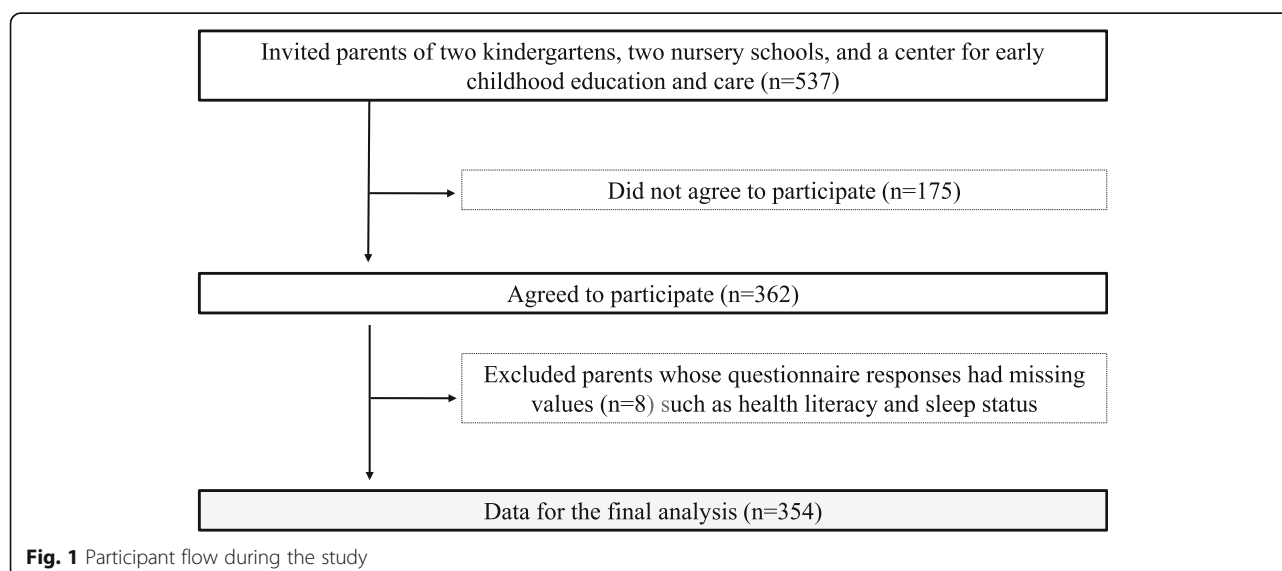 Invited parents of two kindergartens, two nursery schools, and a center for early
childhood education and care (n=537)
Did not agree to participate (n=175)
Agreed to participate (n=362)
Excluded parents whose questionnaire responses had missing
values (n=8) such as health literacy and sleep status
Data for the final analysis (n=354)
Fig. 1 Participant flow during the study